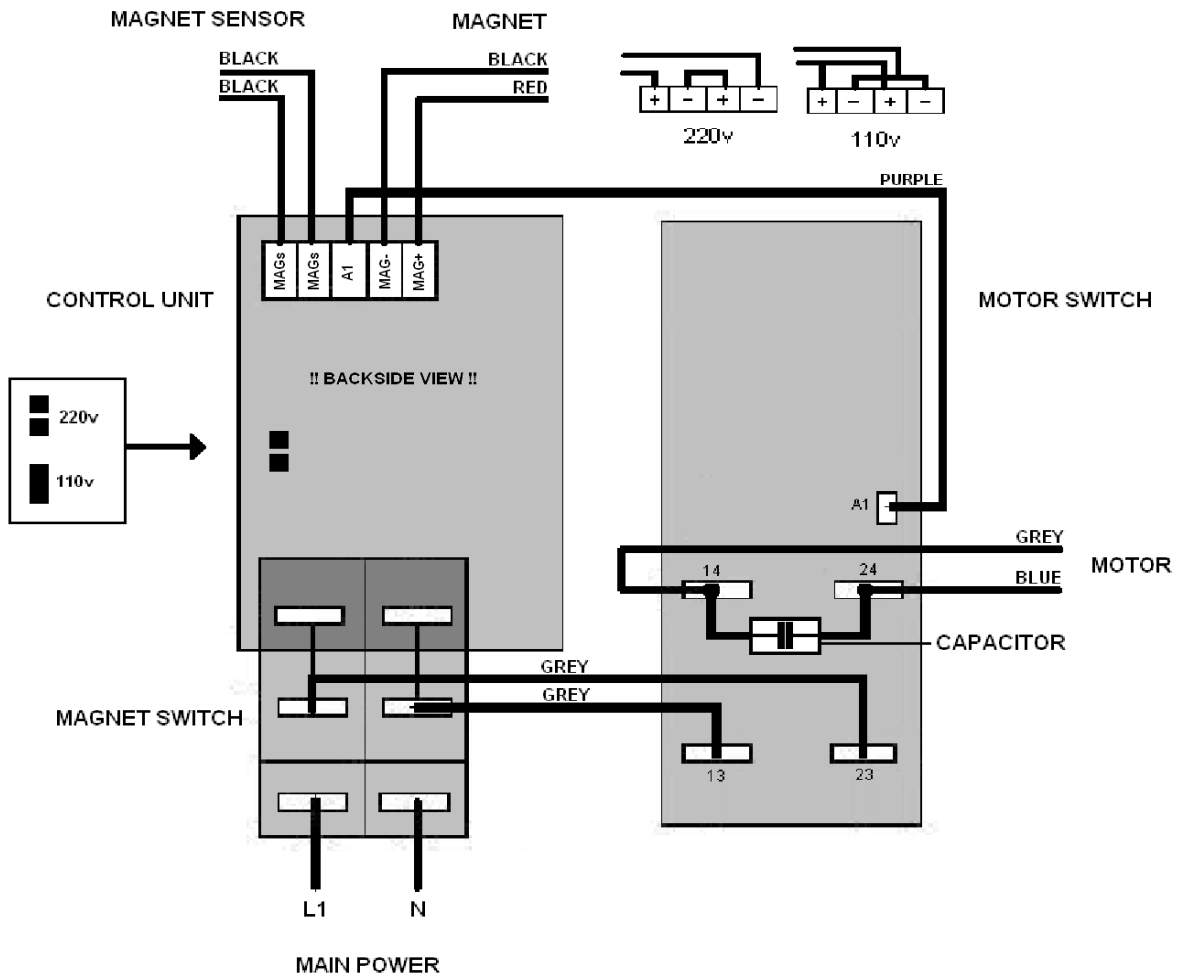 MAGNET SENSOR
MAGNET
BLACK
BLACK
BLACK
RED
+ - + -
220v
+ - + -
110v
PURPLE
MAGs
MAGs
A1
MAG-
MAG+
CONTROL UNIT
MOTOR SWITCH
!! BACKSIDE VIEW !!
220v
110v
A1
GREY
MOTOR
BLUE
14
24
CAPACITOR
GREY
GREY
MAGNET SWITCH
13
23
L1
N
MAIN POWER